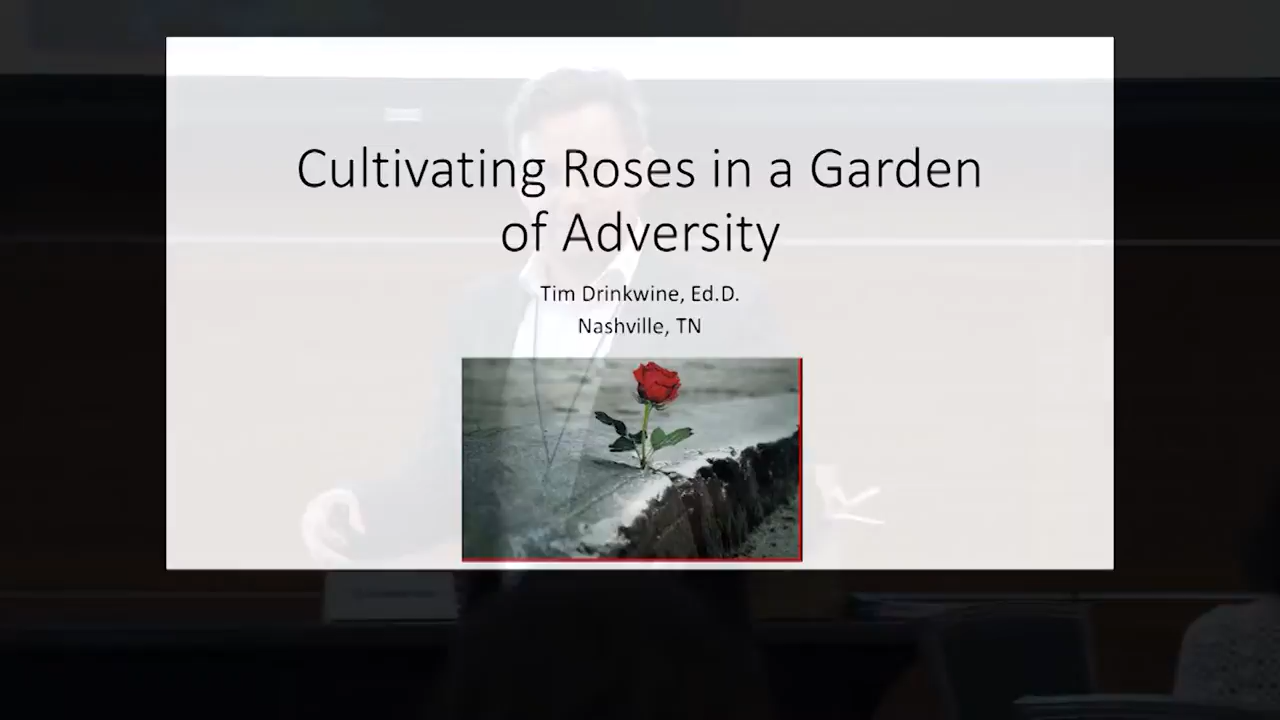 Cultivating Roses in a Garden
of Adversity
Tim Drinkwine, Ed.D.
Nashville, TN